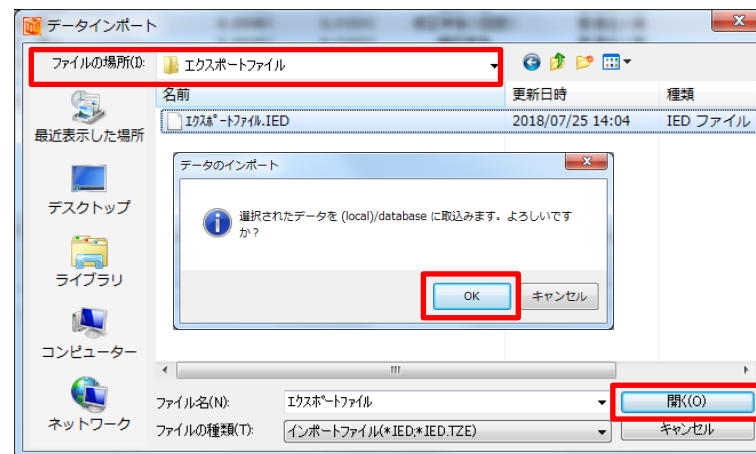 データインポート
ファイルの場所(I):
エクスポートファイル
名前
更新日時
種類
ｴｸｽﾎﾟｰﾄﾌｧｲﾙ.IED
2018/07/25 14:04
IED ファイル
最近表示した場所
デスクトップ
ライブラリ
コンピューター
ネットワーク
データのインポート
選択されたデータを (local)/database に取込みます。よろしいです
か？
OK
キャンセル
ファイル名(N):
ｴｸｽﾎﾟｰﾄﾌｧｲﾙ
開く(O)
ファイルの種類(T):
インポートファイル(*IED;*IED.TZE)
キャンセル